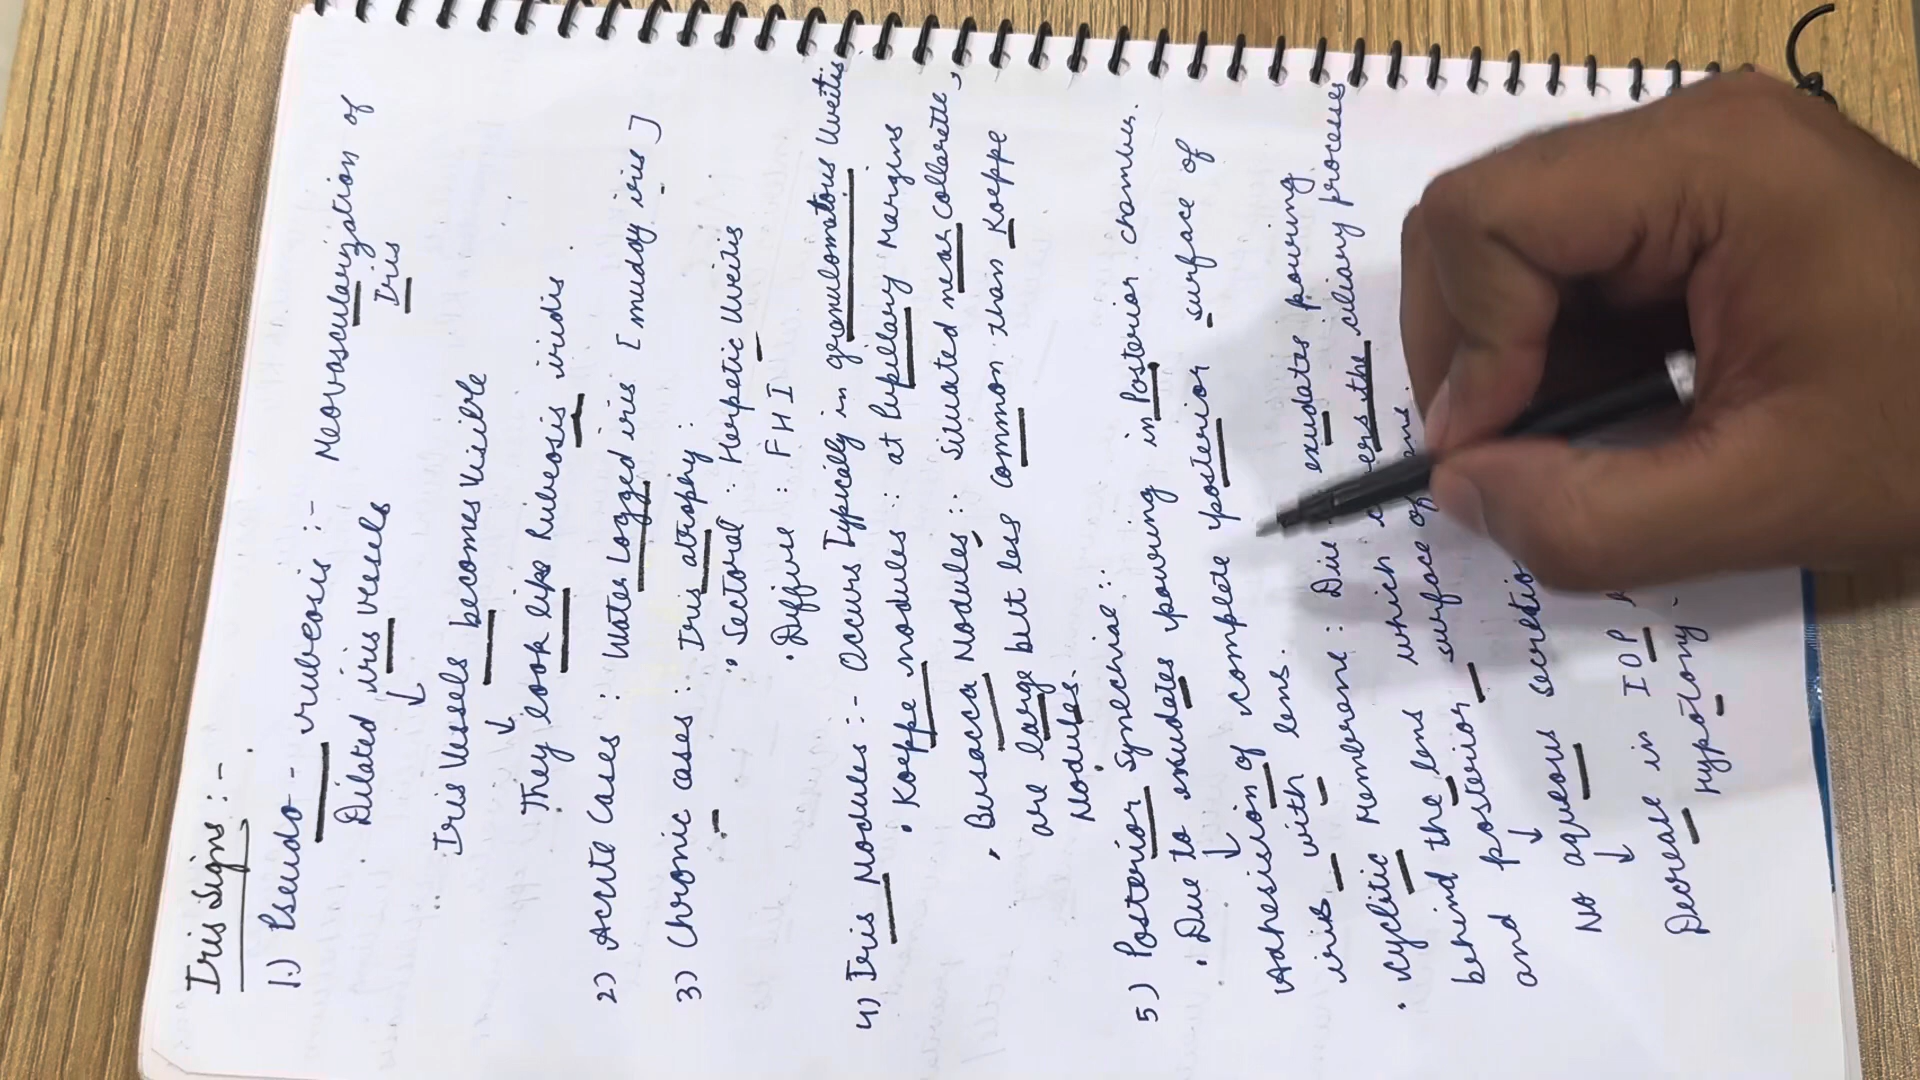 Iris Signs :-
1.) Pseudo - rubeosis :- Neovascularization of
Dilated iris vessels Iris
↓
Iris Vessels becomes visible
↓
They look like Rubeosis iridis
2) Acute Cases : Water Logged iris [ muddy iris ]
3) Chronic cases : Iris atrophy :
• Sectoral : Herpetic Uveitis
• Diffuse : FHI
4) Iris Nodules :- Occurs Typically in granulomatous Uveitis
• Koeppe nodules : at Pupillary Margins
• Busacca Nodules : Situated near Collarette,
are large but less common than Koeppe
Nodules.
5) Posterior Synechiae :
• Due to exudates pouring in Posterior chamber.
↓
Adhesision of complete posterior surface of
iris with lens.
• Cyclitic Membrane : Due exudates pouring
behind the lens which the ciliary processes
and posterior surface of
↓
No aqueous
↓
Decrease in IOP
Hypotony.